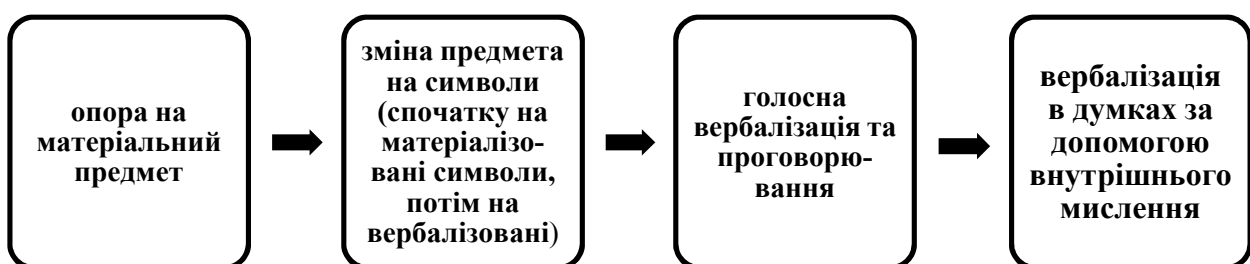 опора на
матеріальний
предмет
зміна предмета
на символи
(спочатку на
матеріалізо-
вані символи,
потім на
вербалізовані)
голосна
вербалізація та
проговорю-
вання
вербалізація
в думках за
допомогою
внутрішнього
мислення